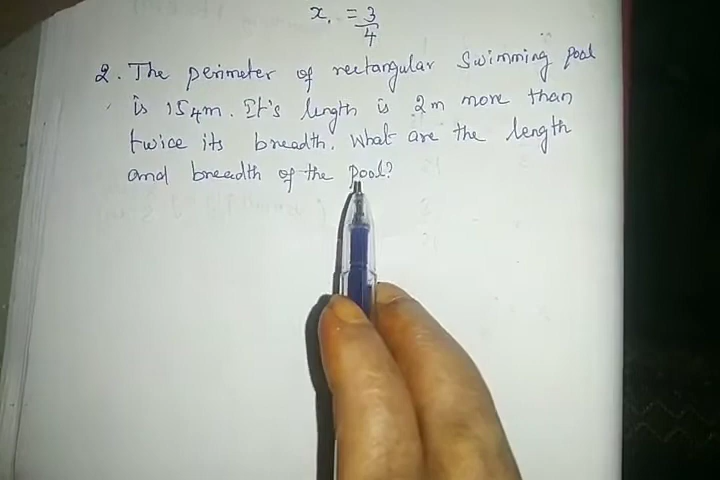 x. = 3/4
2. The perimeter of rectangular Swimming pool
is 154m. It's length is 2m more than
twice its breadth. What are the length
and breadth of the pool?